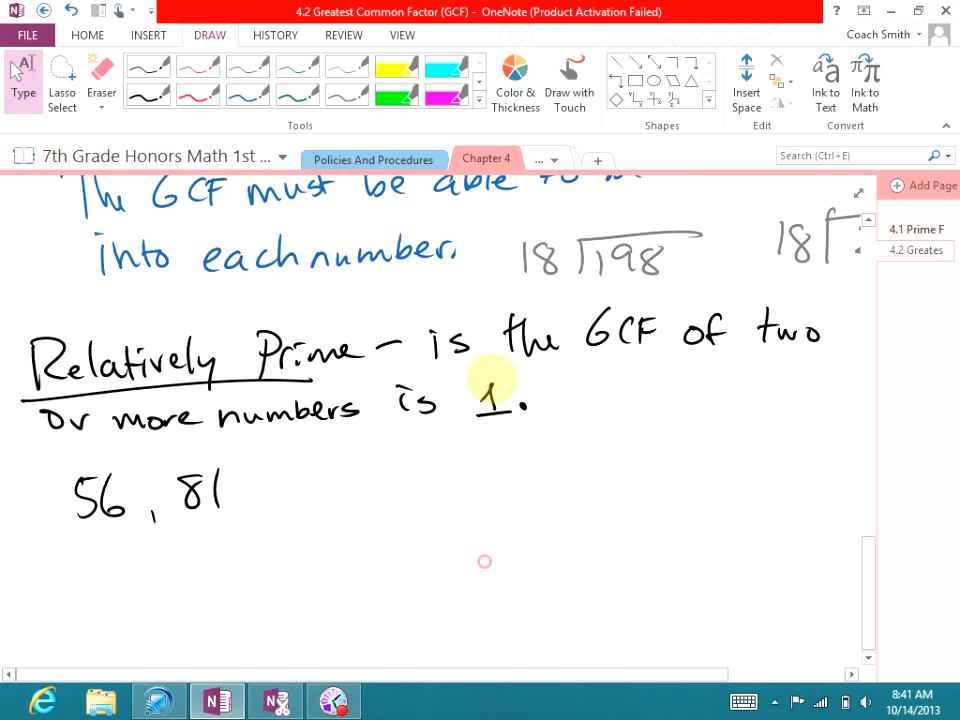 4.2 Greatest Common Factor (GCF) - OneNote (Product Activation Failed)
?
FILE HOME INSERT DRAW HISTORY REVIEW VIEW
Coach Smith
Type
Lasso Select
Eraser
Color & Thickness
Draw with Touch
Insert Space
Ink to Text
Ink to Math
Tools Shapes Edit Convert
7th Grade Honors Math 1st ...
Policies And Procedures
Chapter 4
...
+
Search (Ctrl+E)
Add Page
4.1 Prime F
4.2 Greates
The GCF must be able to
into each number.
18 198
18
Relatively Prime - is the GCF of two
or more numbers is 1.
56, 81
8:41 AM
10/14/2013